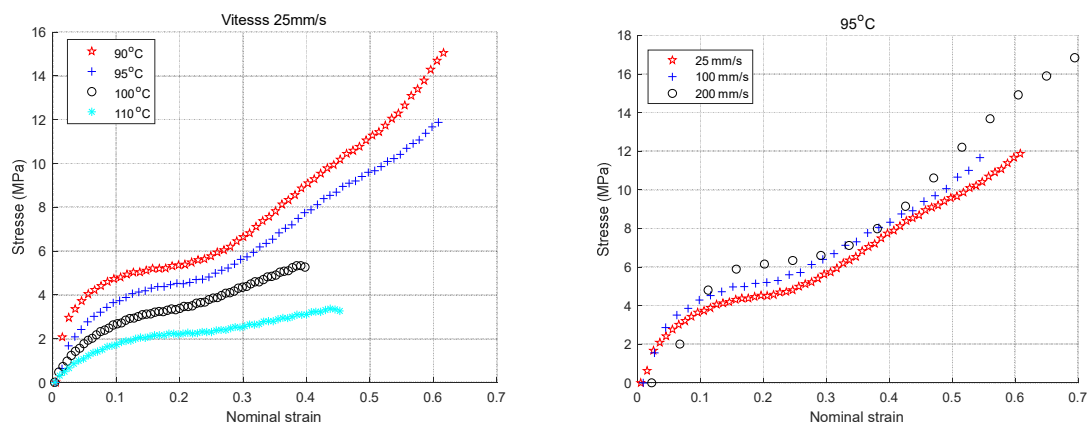 Vitesss 25mm/s
Stresse (MPa)
16
14
12
10
8
6
4
2
0
90°C
95°C
100°C
110°C
0 0.1 0.2 0.3 0.4 0.5 0.6 0.7
Nominal strain
95°C
Stresse (MPa)
18
16
14
12
10
8
6
4
2
0
25 mm/s
100 mm/s
200 mm/s
0 0.1 0.2 0.3 0.4 0.5 0.6 0.7
Nominal strain